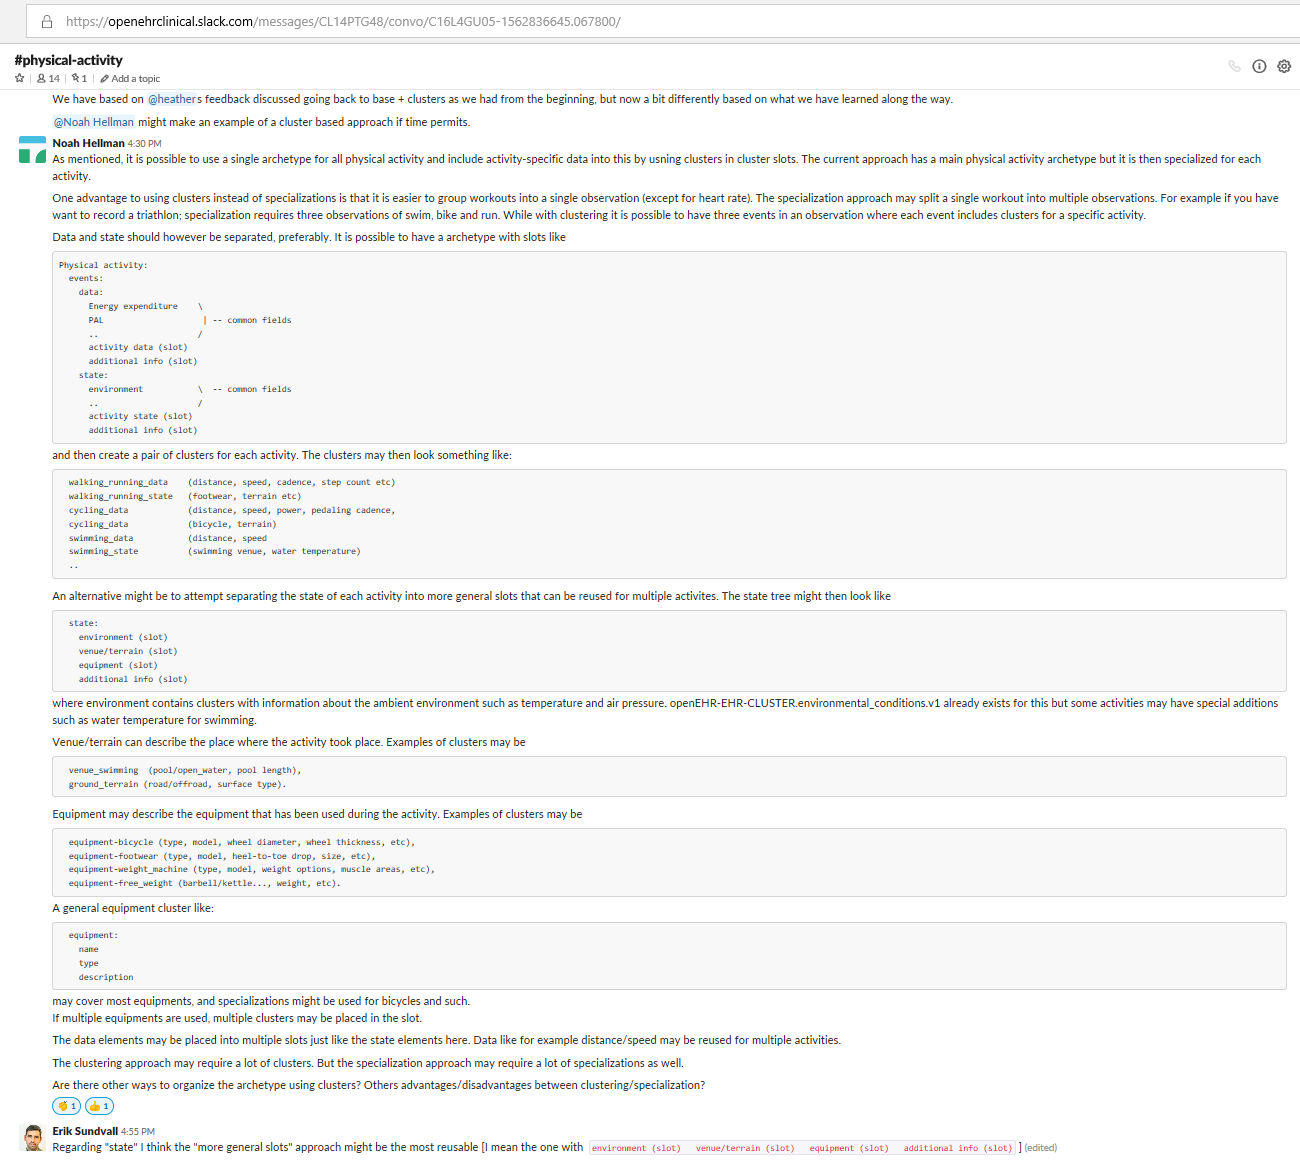 https://openehrclinical.slack.com/messages/CL14PTG48/convo/C16L4GU05-1562836645.067800/
#physical-activity
14 | 1 | Add a topic
We have based on @heathers feedback discussed going back to base + clusters as we had from the beginning, but now a bit differently based on what we have learned along the way.
@Noah Hellman might make an example of a cluster based approach if time permits.
Noah Hellman 4:30 PM
As mentioned, it is possible to use a single archetype for all physical activity and include activity-specific data into this by usning clusters in cluster slots. The current approach has a main physical activity archetype but it is then specialized for each
activity.
One advantage to using clusters instead of specializations is that it is easier to group workouts into a single observation (except for heart rate). The specialization approach may split a single workout into multiple observations. For example if you have
want to record a triathlon; specialization requires three observations of swim, bike and run. While with clustering it is possible to have three events in an observation where each event includes clusters for a specific activity.
Data and state should however be separated, preferably. It is possible to have a archetype with slots like
Physical activity:
events:
data:
Energy expenditure \
PAL | -- common fields
.. /
activity data (slot)
additional info (slot)
state:
environment \ -- common fields
.. /
activity state (slot)
additional info (slot)
and then create a pair of clusters for each activity. The clusters may then look something like:
walking_running_data (distance, speed, cadence, step count etc)
walking_running_state (footwear, terrain etc)
cycling_data (distance, speed, power, pedaling cadence,
cycling_data (bicycle, terrain)
swimming_data (distance, speed
swimming_state (swimming venue, water temperature)
..
An alternative might be to attempt separating the state of each activity into more general slots that can be reused for multiple activites. The state tree might then look like
state:
environment (slot)
venue/terrain (slot)
equipment (slot)
additional info (slot)
where environment contains clusters with information about the ambient environment such as temperature and air pressure. openEHR-EHR-CLUSTER.environmental_conditions.v1 already exists for this but some activities may have special additions
such as water temperature for swimming.
Venue/terrain can describe the place where the activity took place. Examples of clusters may be
venue_swimming (pool/open_water, pool length),
ground_terrain (road/offroad, surface type).
Equipment may describe the equipment that has been used during the activity. Examples of clusters may be
equipment-bicycle (type, model, wheel diameter, wheel thickness, etc),
equipment-footwear (type, model, heel-to-toe drop, size, etc),
equipment-weight_machine (type, model, weight options, muscle areas, etc),
equipment-free_weight (barbell/kettle..., weight, etc).
A general equipment cluster like:
equipment:
name
type
description
may cover most equipments, and specializations might be used for bicycles and such.
If multiple equipments are used, multiple clusters may be placed in the slot.
The data elements may be placed into multiple slots just like the state elements here. Data like for example distance/speed may be reused for multiple activities.
The clustering approach may require a lot of clusters. But the specialization approach may require a lot of specializations as well.
Are there other ways to organize the archetype using clusters? Others advantages/disadvantages between clustering/specialization?
1 1
Erik Sundvall 4:55 PM
Regarding "state" I think the "more general slots" approach might be the most reusable [I mean the one with environment (slot) venue/terrain (slot) equipment (slot) additional info (slot) ] (edited)